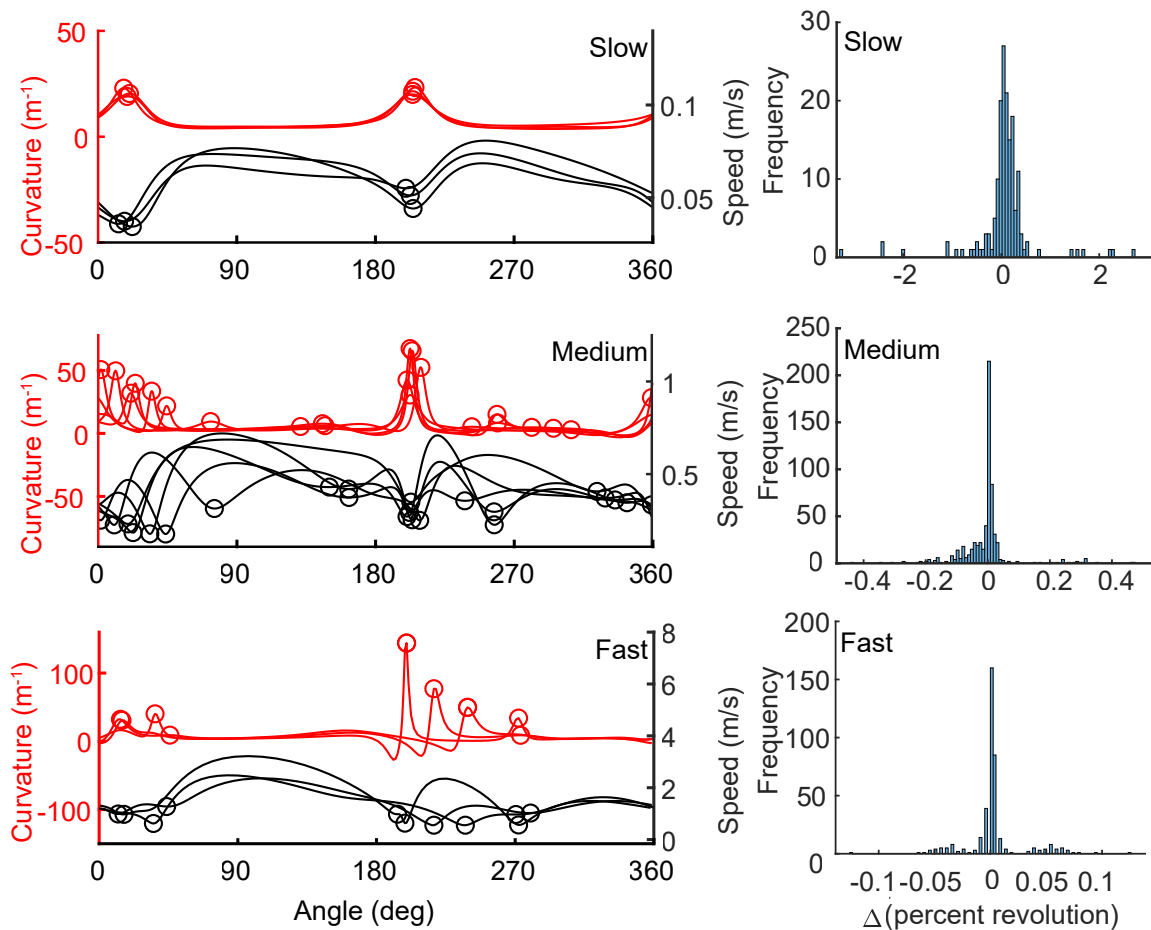 Slow
50
0
-50
Curvature (m⁻¹)
0.1
0.05
Speed (m/s)
0 90 180 270 360
Slow
30
20
10
0
Frequency
-2 0 2
Medium
50
0
-50
Curvature (m⁻¹)
1
0.5
Speed (m/s)
0 90 180 270 360
Medium
250
200
150
100
50
0
Frequency
-0.4 -0.2 0 0.2 0.4
Fast
100
0
-100
Curvature (m⁻¹)
8
6
4
2
0
Speed (m/s)
0 90 180 270 360
Angle (deg)
Fast
200
150
100
50
0
Frequency
-0.1 -0.05 0 0.05 0.1
Δ (percent revolution)